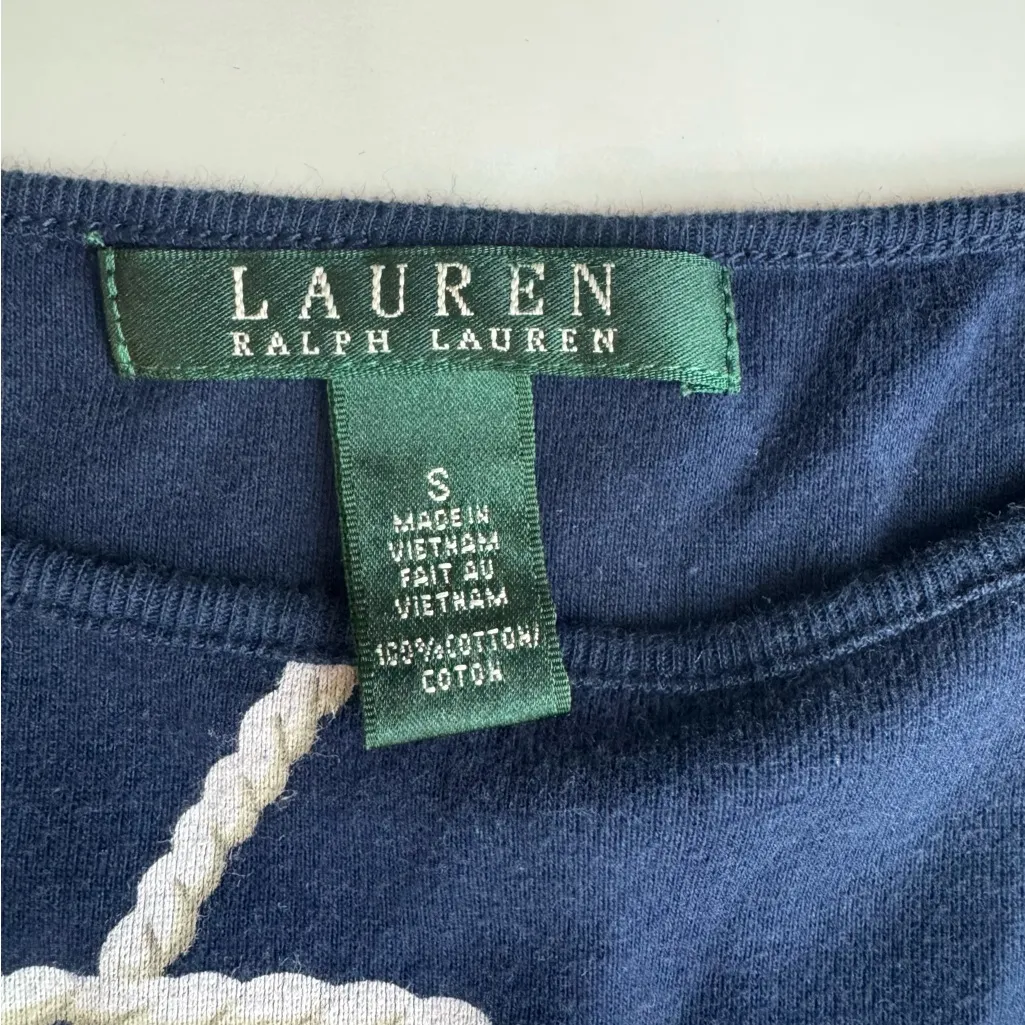 LAUREN
RALPH LAUREN
S
MADE IN
VIETNAM
FAIT AU
VIETNAM
100%COTTON/
COTON